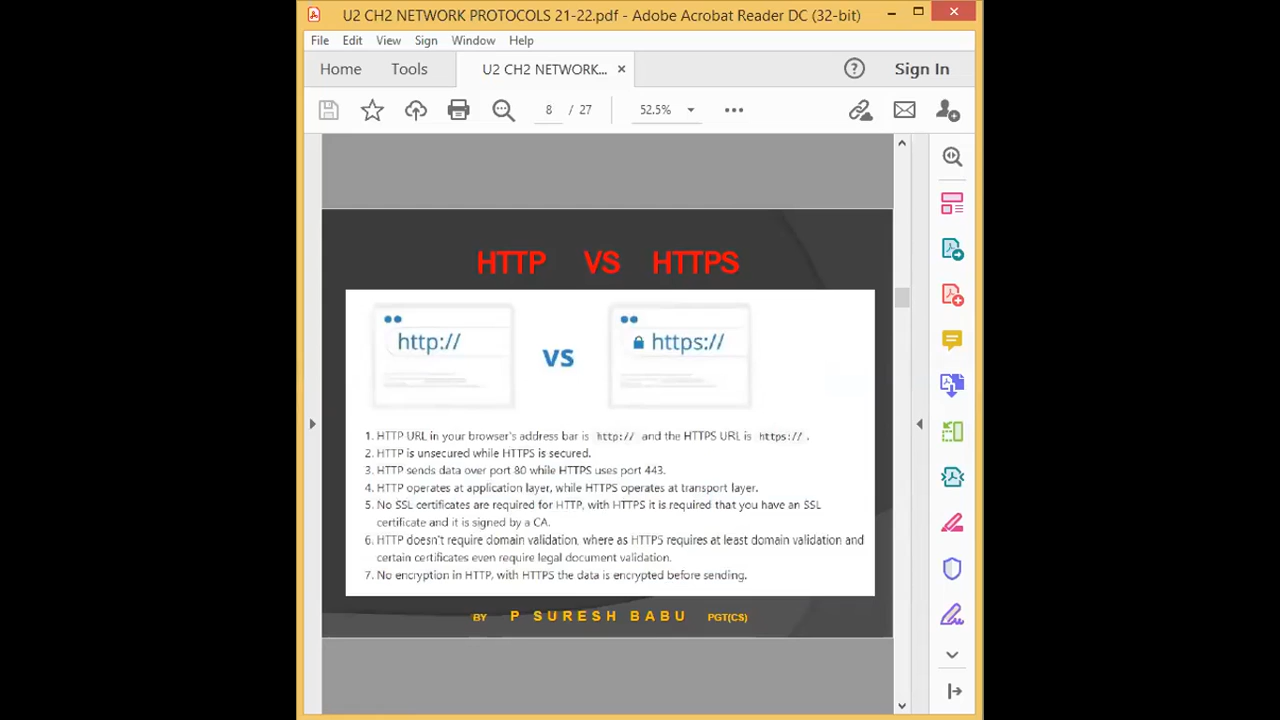 U2 CH2 NETWORK PROTOCOLS 21-22.pdf - Adobe Acrobat Reader DC (32-bit)
File Edit View Sign Window Help
Home Tools U2 CH2 NETWORK... × ? Sign In
8 / 27 52.5%
HTTP VS HTTPS
http:// vs https://
1. HTTP URL in your browser's address bar is http:// and the HTTPS URL is https://.
2. HTTP is unsecured while HTTPS is secured.
3. HTTP sends data over port 80 while HTTPS uses port 443.
4. HTTP operates at application layer, while HTTPS operates at transport layer.
5. No SSL certificates are required for HTTP, with HTTPS it is required that you have an SSL
certificate and it is signed by a CA.
6. HTTP doesn't require domain validation, where as HTTPS requires at least domain validation and
certain certificates even require legal document validation.
7. No encryption in HTTP, with HTTPS the data is encrypted before sending.
BY P SURESH BABU PGT(CS)